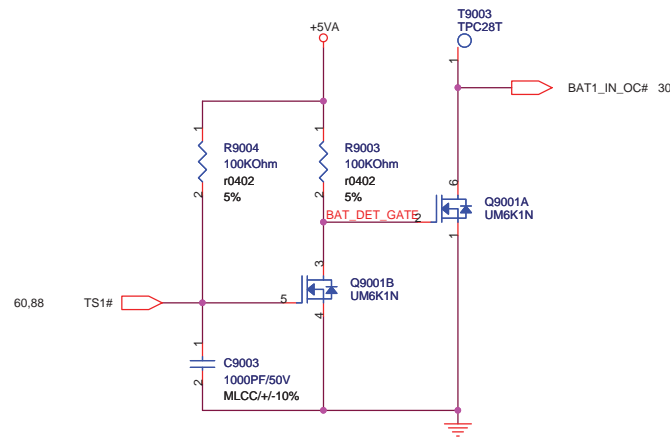 T9003
TPC28T
+5VA
1
BAT1_IN_OC# 30
1
R9004
100KOhm
r0402
5%
2
1
R9003
100KOhm
r0402
5%
2
6
Q9001A
UM6K1N
BAT_DET_GATE
2
1
3
Q9001B
UM6K1N
5
4
60,88 TS1#
1
C9003
1000PF/50V
MLCC/+/-10%
2